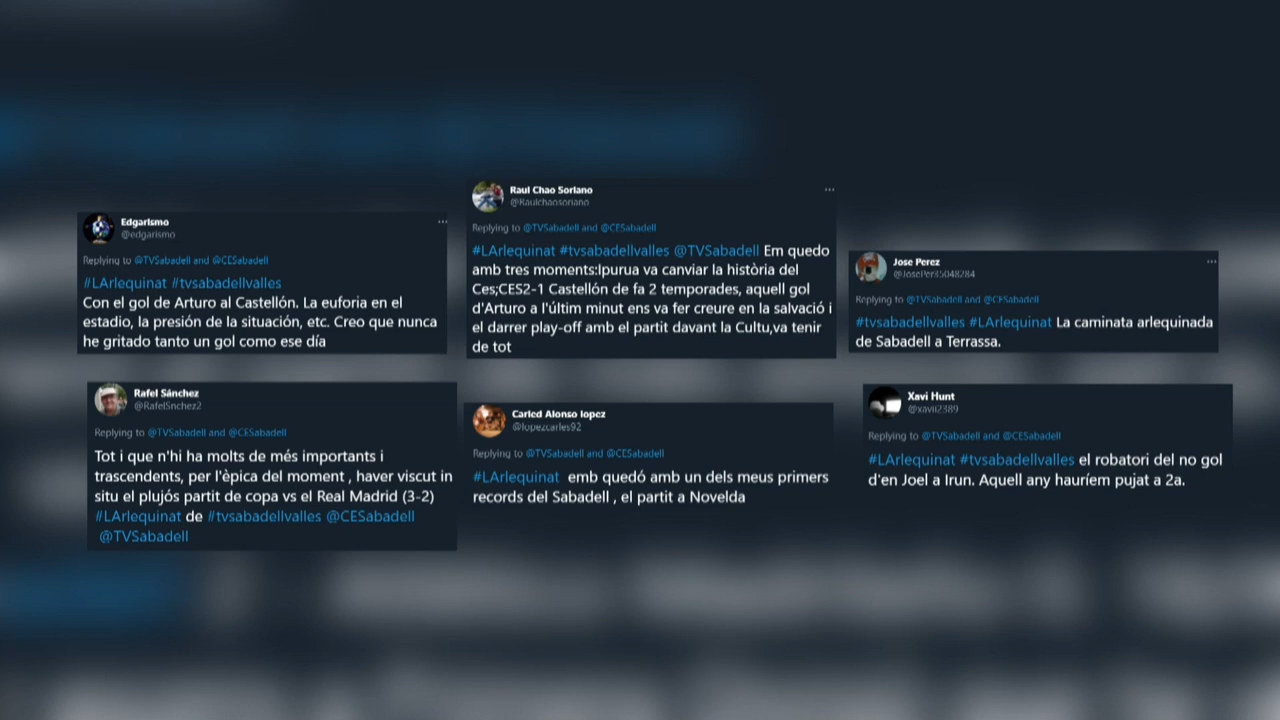 Edgarismo
@edgarismo
Replying to @TVSabadell and @CESabadell
#LArlequinat #tvsabadellvalles
Con el gol de Arturo al Castellón. La euforia en el
estadio, la presión de la situación, etc. Creo que nunca
he gritado tanto un gol como ese día
Raul Chao Soriano
@Raulchaosoriano
Replying to @TVSabadell and @CESabadell
#LArlequinat #tvsabadellvalles @TVSabadell Em quedo
amb tres moments:Ipurua va canviar la història del
Ces;CES2-1 Castellón de fa 2 temporades, aquell gol
d'Arturo a l'últim minut ens va fer creure en la salvació i
el darrer play-off amb el partit davant la Cultu,va tenir
de tot
Jose Perez
@JosePer85048284
Replying to @TVSabadell and @CESabadell
#tvsabadellvalles #LArlequinat La caminata arlequinada
de Sabadell a Terrassa.
Rafel Sánchez
@RafelSnchez2
Replying to @TVSabadell and @CESabadell
Tot i que n'hi ha molts de més importants i
trascendents, per l'èpica del moment , haver viscut in
situ el plujós partit de copa vs el Real Madrid (3-2)
#LArlequinat de #tvsabadellvalles @CESabadell
@TVSabadell
Carled Alonso lopez
@lopezcarles92
Replying to @TVSabadell and @CESabadell
#LArlequinat emb quedó amb un dels meus primers
records del Sabadell , el partit a Novelda
Xavi Hunt
@xavii2389
Replying to @TVSabadell and @CESabadell
#LArlequinat #tvsabadellvalles el robatori del no gol
d'en Joel a Irun. Aquell any hauríem pujat a 2a.